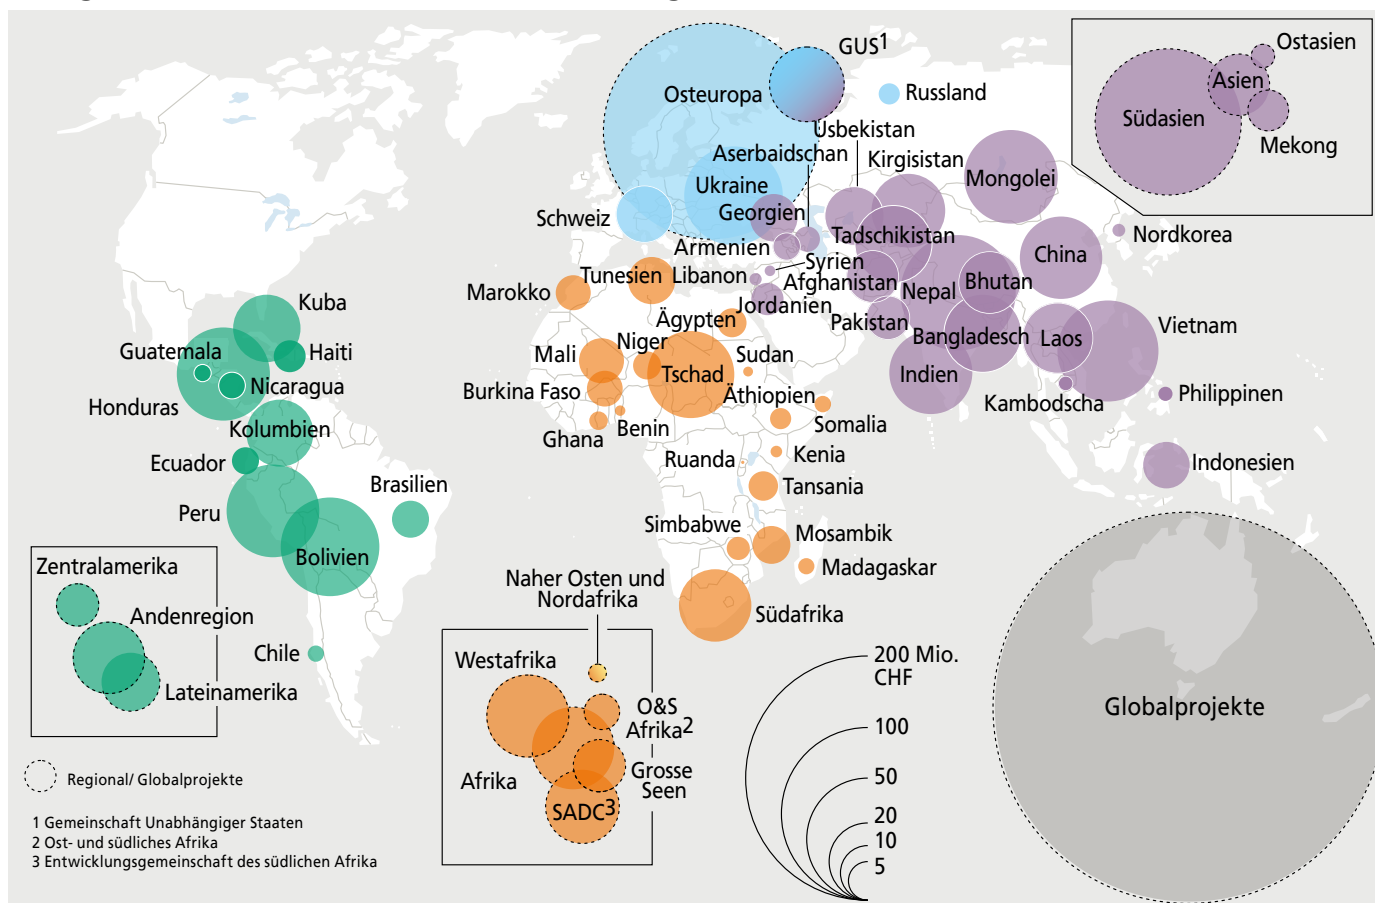 GUS1
Osteuropa
Russland
Usbekistan
Aserbaidschan
Kirgisistan
Ukraine
Mongolei
Schweiz
Georgien
Armenien
Tadschikistan
Syrien
China
Nordkorea
Ostasien
Asien
Südasien
Mekong
Marokko
Tunesien
Libanon
Afghanistan
Jordanien
Nepal
Bhutan
Ägypten
Pakistan
Bangladesch
Laos
Vietnam
Mali
Niger
Tschad
Sudan
Indien
Burkina Faso
Äthiopien
Kambodscha
Philippinen
Ghana
Benin
Somalia
Ruanda
Kenia
Indonesien
Tansania
Simbabwe
Mosambik
Madagaskar
Südafrika
Kuba
Guatemala
Haiti
Nicaragua
Honduras
Kolumbien
Ecuador
Brasilien
Peru
Bolivien
Chile
Zentralamerika
Andenregion
Lateinamerika
Naher Osten und
Nordafrika
Westafrika
O&S
Afrika2
Afrika
Grosse
Seen
SADC3
200 Mio.
CHF
100
50
20
10
5
Globalprojekte
Regional/ Globalprojekte
1 Gemeinschaft Unabhängiger Staaten
2 Ost- und südliches Afrika
3 Entwicklungsgemeinschaft des südlichen Afrika